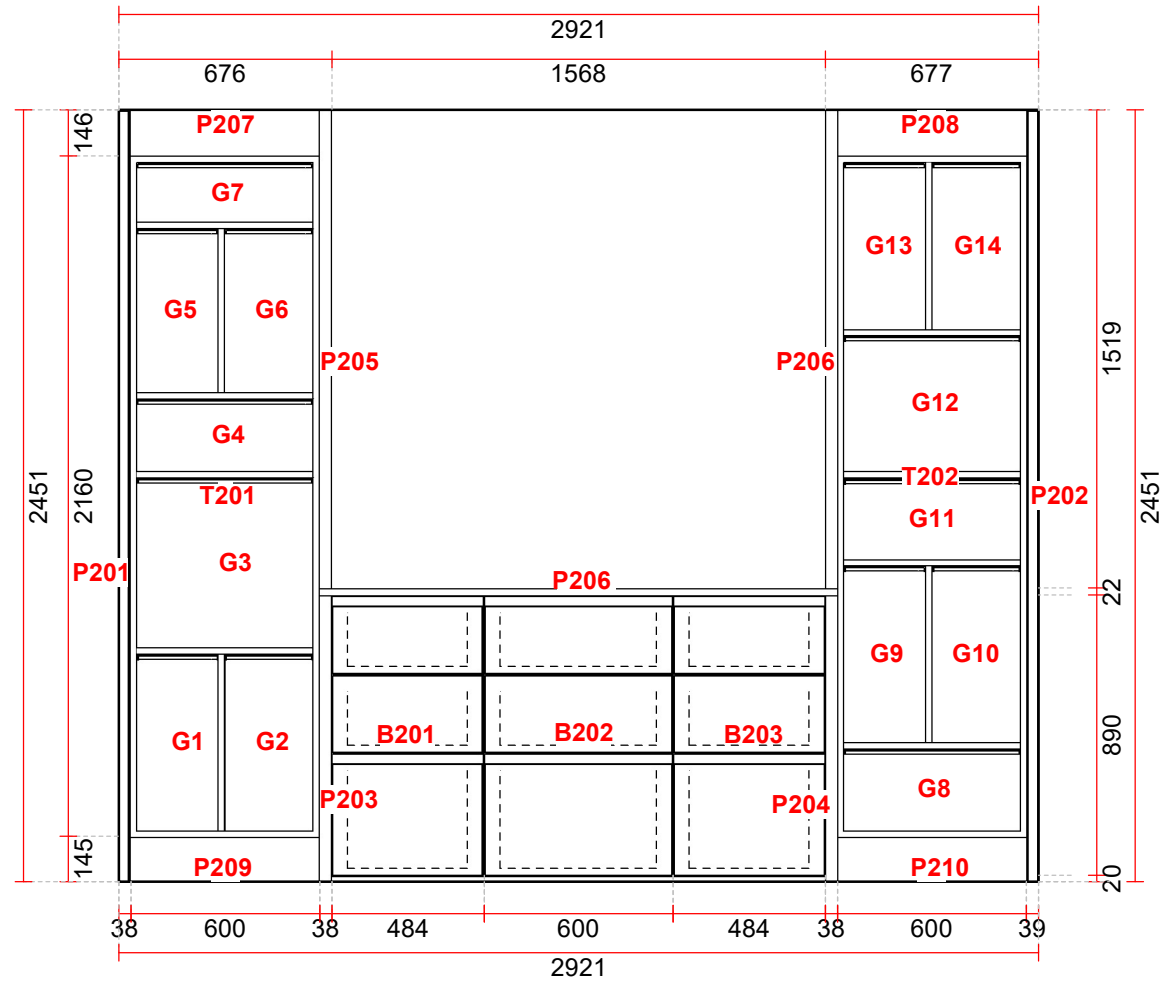 2921
676 1568 677
146
P207 P208
G7
G13 G14
G5 G6
1519
P205 P206
G12
G4
2451 2160 T201 T202 P202 2451
G11
G3
P201 P206 22
G9 G10
G1 G2 B201 B202 B203 890
G8
P203 P204
145 P209 P210 20
38 600 38 484 600 484 38 600 39
2921